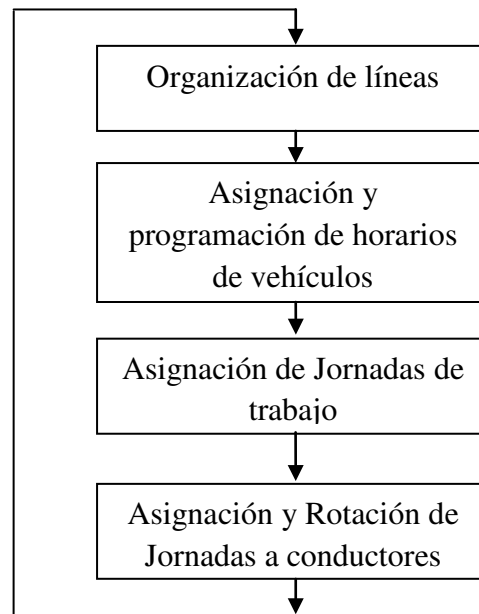 Organización de líneas
Asignación y
programación de horarios
de vehículos
Asignación de Jornadas de
trabajo
Asignación y Rotación de
Jornadas a conductores